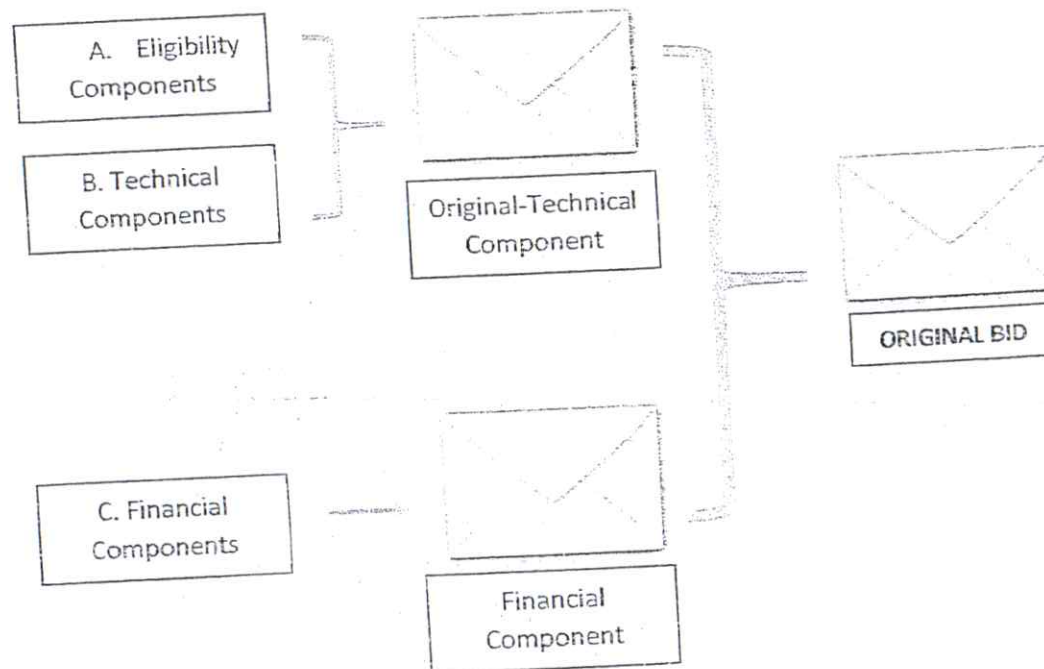 A. Eligibility
Components
B. Technical
Components
Original-Technical
Component
ORIGINAL BID
C. Financial
Components
Financial
Component